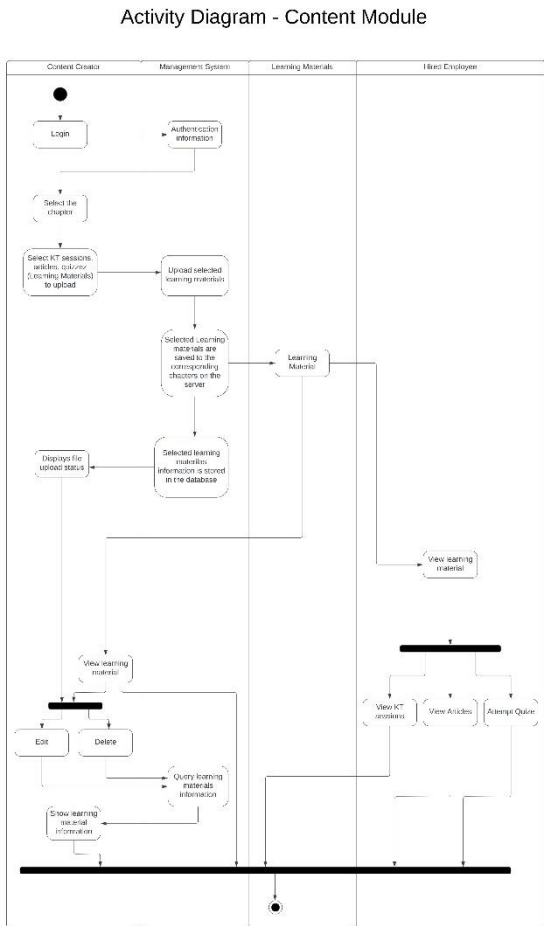 Activity Diagram - Content Module
Content Creator
Management System
Learning Materials
Hired Employee
Login
Authentication
information
Select the
chapter
Select KT sessions,
articles, quizzez
(Learning Materials)
to upload
Upload selected
learning materials
Selected Learning
materials are
saved to the
corresponding
chapters on the
server
Learning
Material
Displays file
upload status
Selected learning
materiles
information is stored
in the database
View learning
material
View learning
material
View KT
sessions
View Articles
Attempt Quize
Edit
Delete
Query learning
materials
information
Show learning
material
information